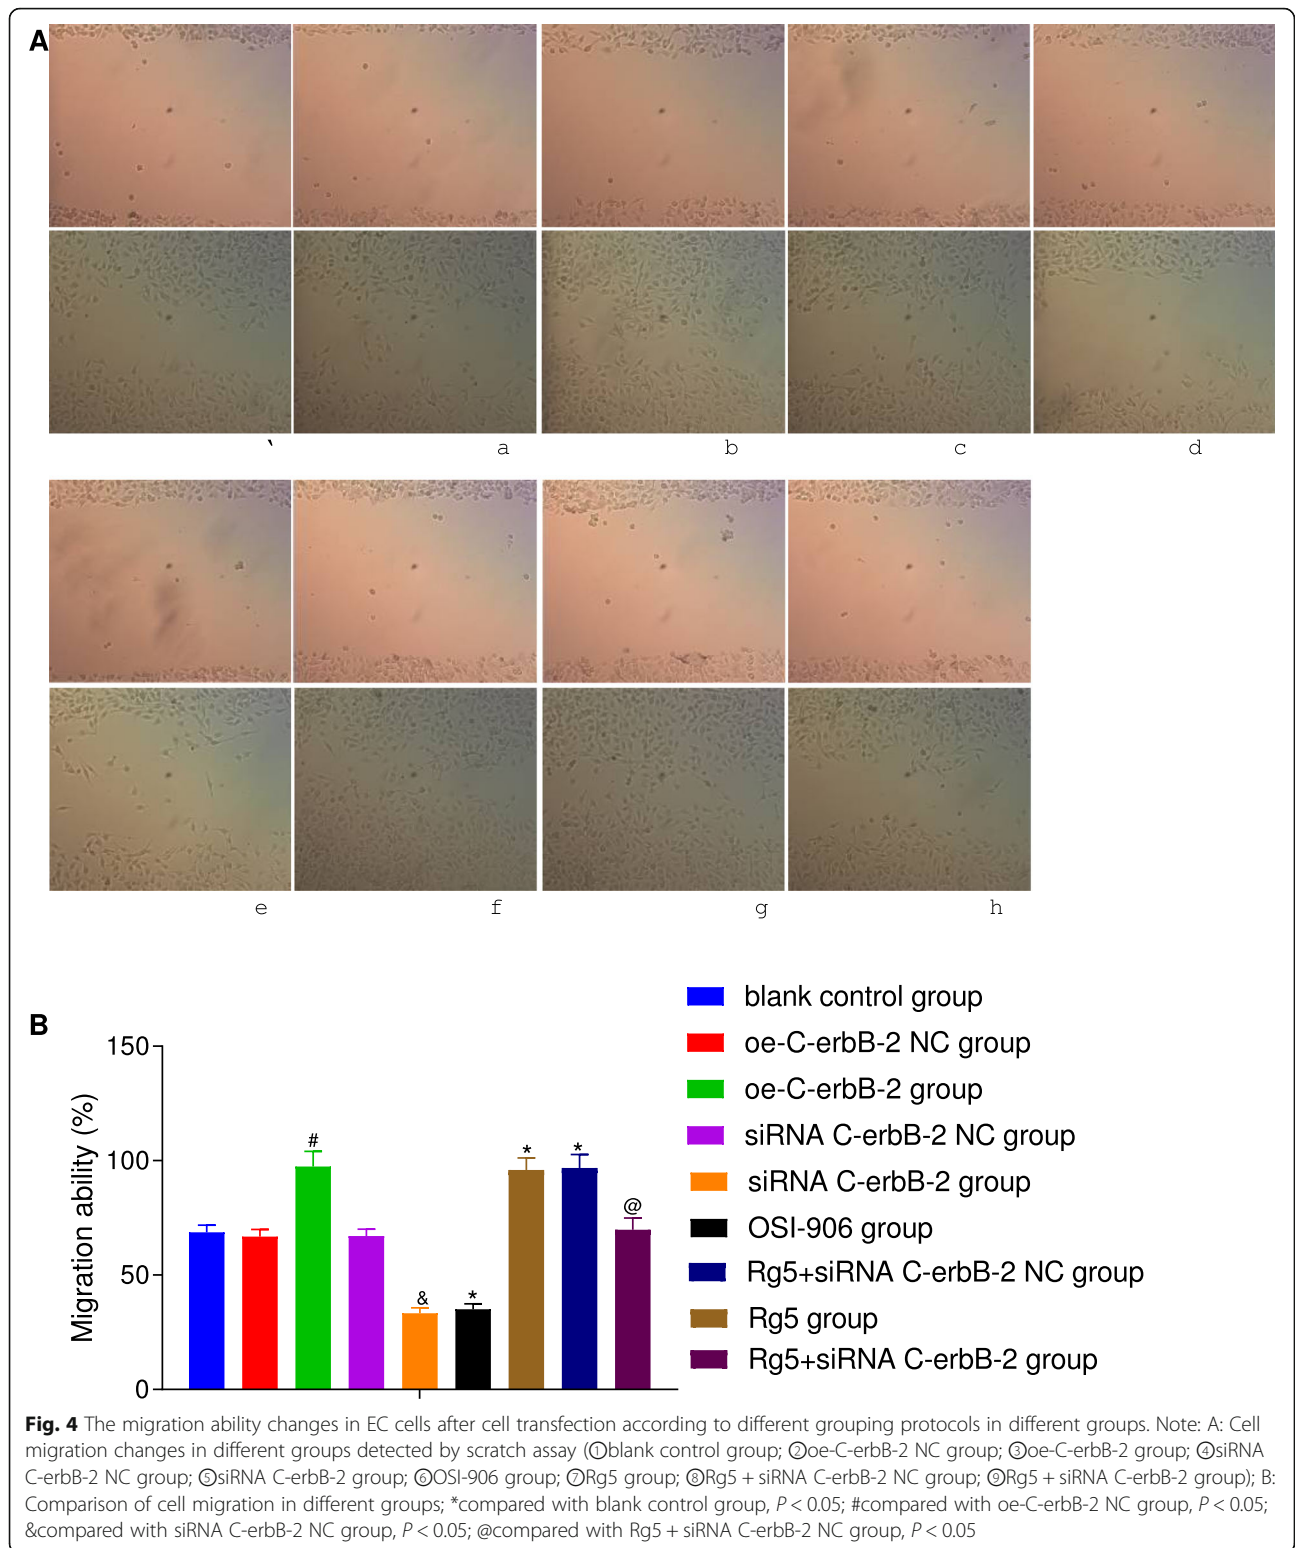 A
` a b c d
e f g h
B
150
100
50
0
Migration ability (%)
# & * * * @
blank control group
oe-C-erbB-2 NC group
oe-C-erbB-2 group
siRNA C-erbB-2 NC group
siRNA C-erbB-2 group
OSI-906 group
Rg5+siRNA C-erbB-2 NC group
Rg5 group
Rg5+siRNA C-erbB-2 group
Fig. 4 The migration ability changes in EC cells after cell transfection according to different grouping protocols in different groups. Note: A: Cell
migration changes in different groups detected by scratch assay (①blank control group; ②oe-C-erbB-2 NC group; ③oe-C-erbB-2 group; ④siRNA
C-erbB-2 NC group; ⑤siRNA C-erbB-2 group; ⑥OSI-906 group; ⑦Rg5 group; ⑧Rg5 + siRNA C-erbB-2 NC group; ⑨Rg5 + siRNA C-erbB-2 group); B:
Comparison of cell migration in different groups; *compared with blank control group, P < 0.05; #compared with oe-C-erbB-2 NC group, P < 0.05;
&compared with siRNA C-erbB-2 NC group, P < 0.05; @compared with Rg5 + siRNA C-erbB-2 NC group, P < 0.05